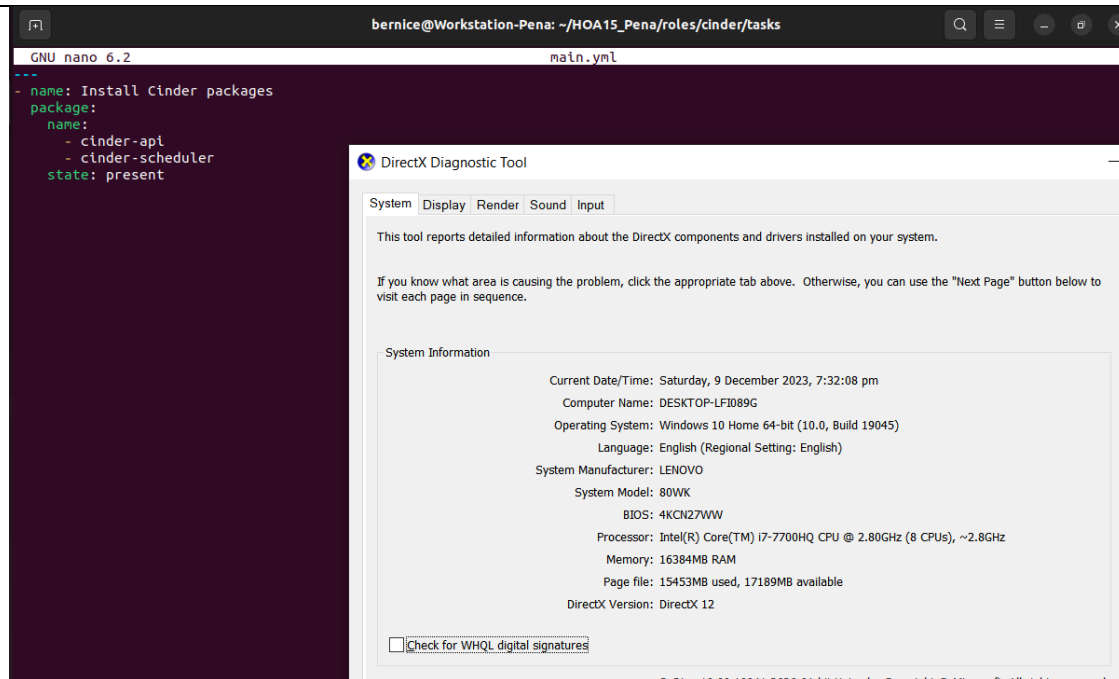 bernice@Workstation-Pena: ~/HOA15_Pena/roles/cinder/tasks
GNU nano 6.2 main.yml
---
- name: Install Cinder packages
  package:
    name:
      - cinder-api
      - cinder-scheduler
    state: present
DirectX Diagnostic Tool
System Display Render Sound Input
This tool reports detailed information about the DirectX components and drivers installed on your system.
If you know what area is causing the problem, click the appropriate tab above.  Otherwise, you can use the "Next Page" button below to
visit each page in sequence.
System Information
Current Date/Time: Saturday, 9 December 2023, 7:32:08 pm
Computer Name: DESKTOP-LFI089G
Operating System: Windows 10 Home 64-bit (10.0, Build 19045)
Language: English (Regional Setting: English)
System Manufacturer: LENOVO
System Model: 80WK
BIOS: 4KCN27WW
Processor: Intel(R) Core(TM) i7-7700HQ CPU @ 2.80GHz (8 CPUs), ~2.8GHz
Memory: 16384MB RAM
Page file: 15453MB used, 17189MB available
DirectX Version: DirectX 12
Check for WHQL digital signatures